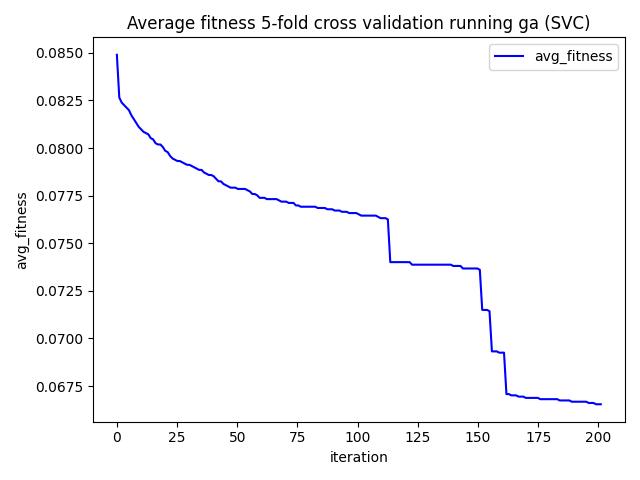 Average fitness 5-fold cross validation running ga (SVC)
avg_fitness
0.0850
0.0825
0.0800
0.0775
0.0750
0.0725
0.0700
0.0675
avg_fitness
0 25 50 75 100 125 150 175 200
iteration